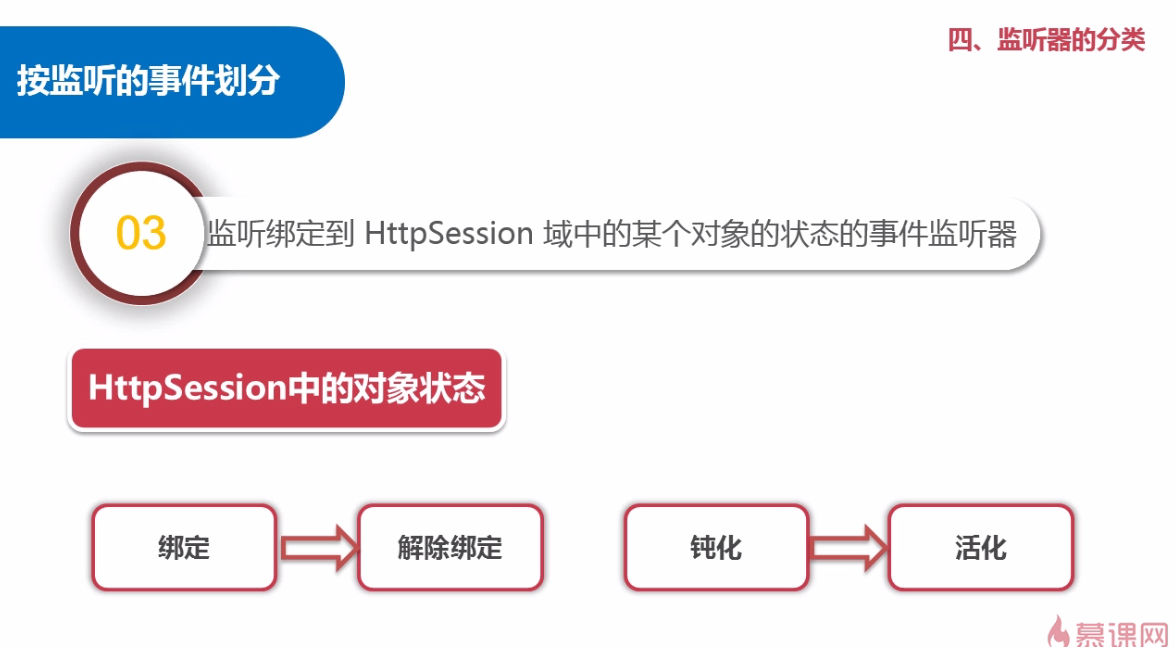 四、监听器的分类
按监听的事件划分
03
监听绑定到 HttpSession 域中的某个对象的状态的事件监听器
HttpSession中的对象状态
绑定
解除绑定
钝化
活化
慕课网